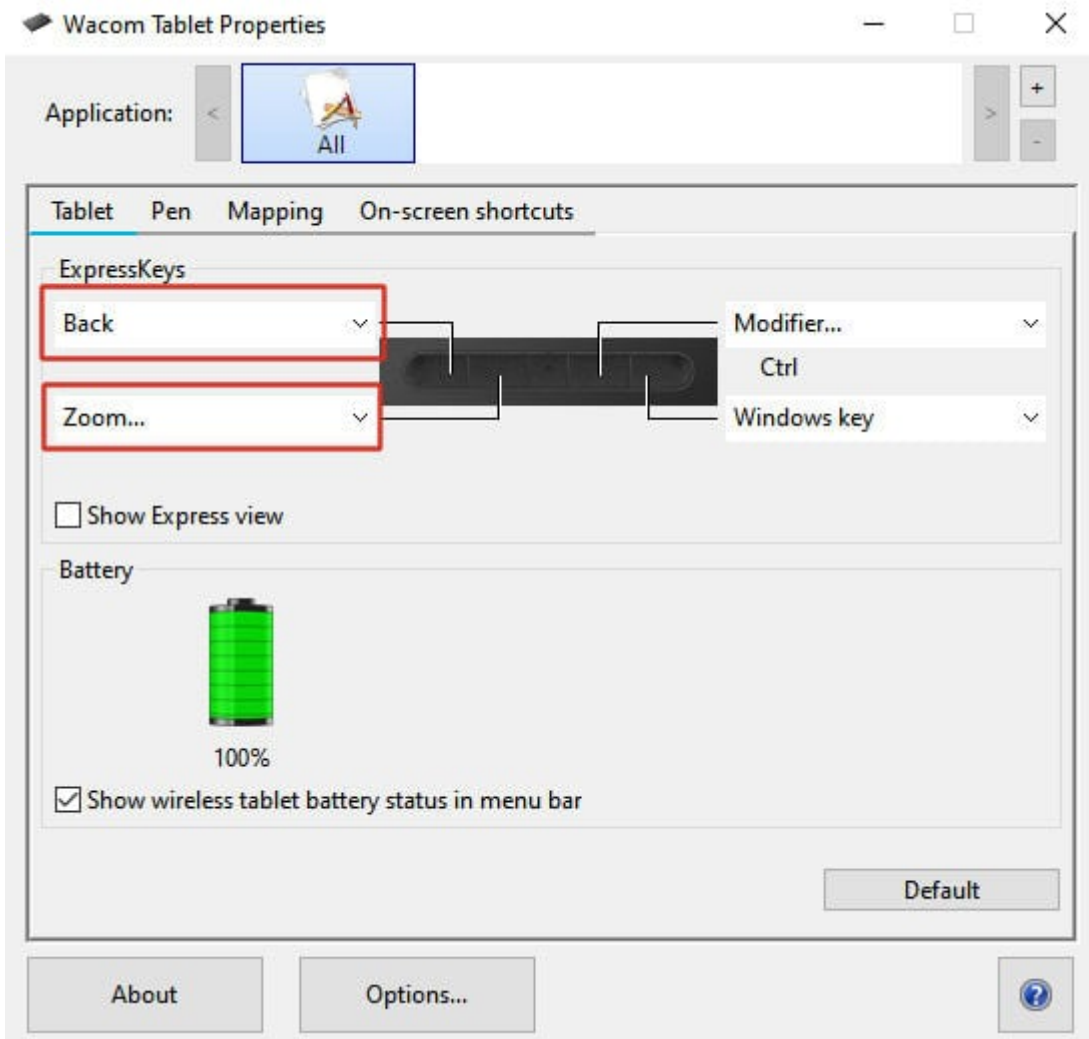 Wacom Tablet Properties
Application:
<
All
>
+
-
Tablet Pen Mapping On-screen shortcuts
ExpressKeys
Back
Modifier...
Ctrl
Zoom...
Windows key
Show Express view
Battery
100%
Show wireless tablet battery status in menu bar
Default
About
Options...
?